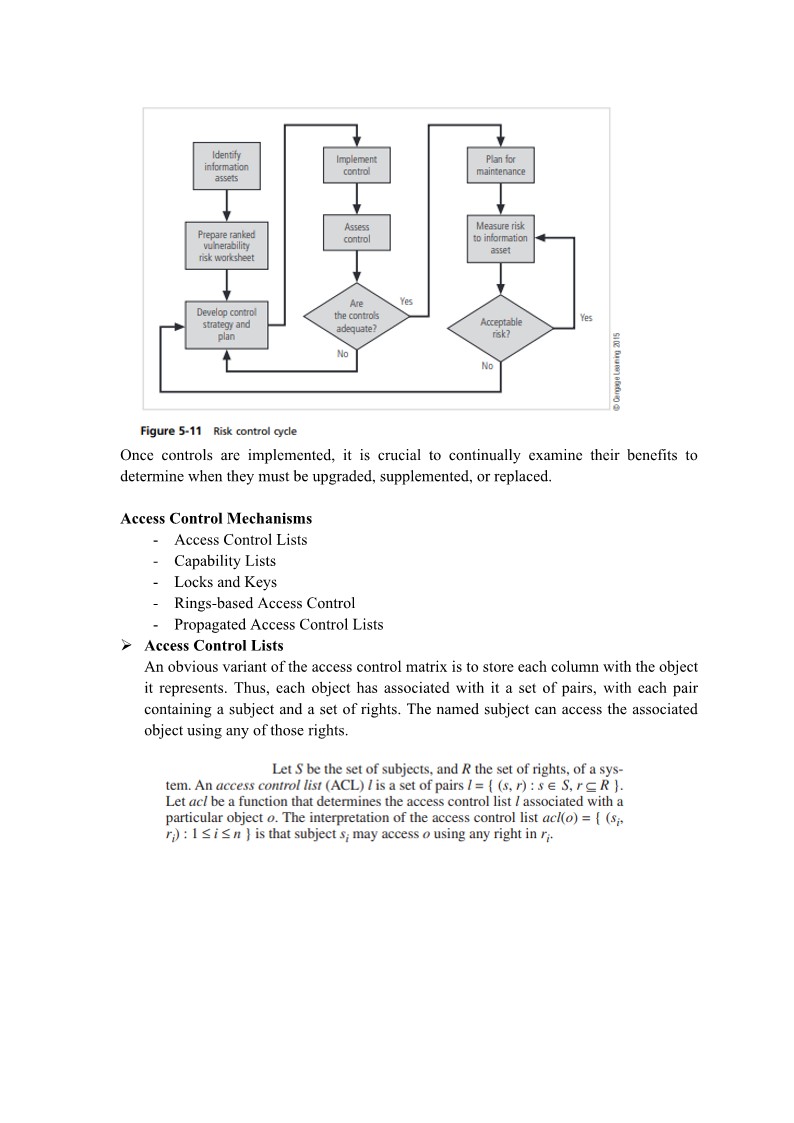 Identify
information
assets
Prepare ranked
vulnerability
risk worksheet
Develop control
strategy and
plan
Implement
control
Assess
control
Are
the controls
adequate?
Yes
No
Plan for
maintenance
Measure risk
to information
asset
Acceptable
risk?
Yes
No
© Cengage Learning 2015
Figure 5-11 Risk control cycle
Once controls are implemented, it is crucial to continually examine their benefits to
determine when they must be upgraded, supplemented, or replaced.
Access Control Mechanisms
- Access Control Lists
- Capability Lists
- Locks and Keys
- Rings-based Access Control
- Propagated Access Control Lists
➢ Access Control Lists
An obvious variant of the access control matrix is to store each column with the object
it represents. Thus, each object has associated with it a set of pairs, with each pair
containing a subject and a set of rights. The named subject can access the associated
object using any of those rights.
Let S be the set of subjects, and R the set of rights, of a sys-
tem. An access control list (ACL) l is a set of pairs l = { (s, r) : s ∈ S, r ⊆ R }.
Let acl be a function that determines the access control list l associated with a
particular object o. The interpretation of the access control list acl(o) = { (sᵢ,
rᵢ) : 1 ≤ i ≤ n } is that subject sᵢ may access o using any right in rᵢ.